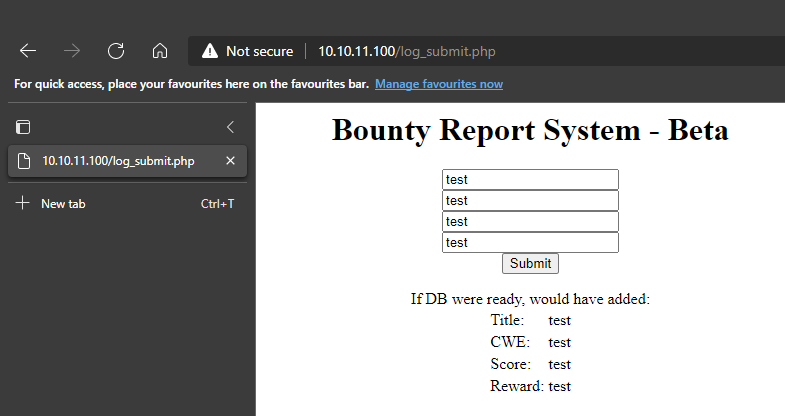 Not secure 10.10.11.100/log_submit.php
For quick access, place your favourites here on the favourites bar. Manage favourites now
10.10.11.100/log_submit.php
New tab Ctrl+T
Bounty Report System - Beta
test
test
test
test
Submit
If DB were ready, would have added:
Title: test
CWE: test
Score: test
Reward: test